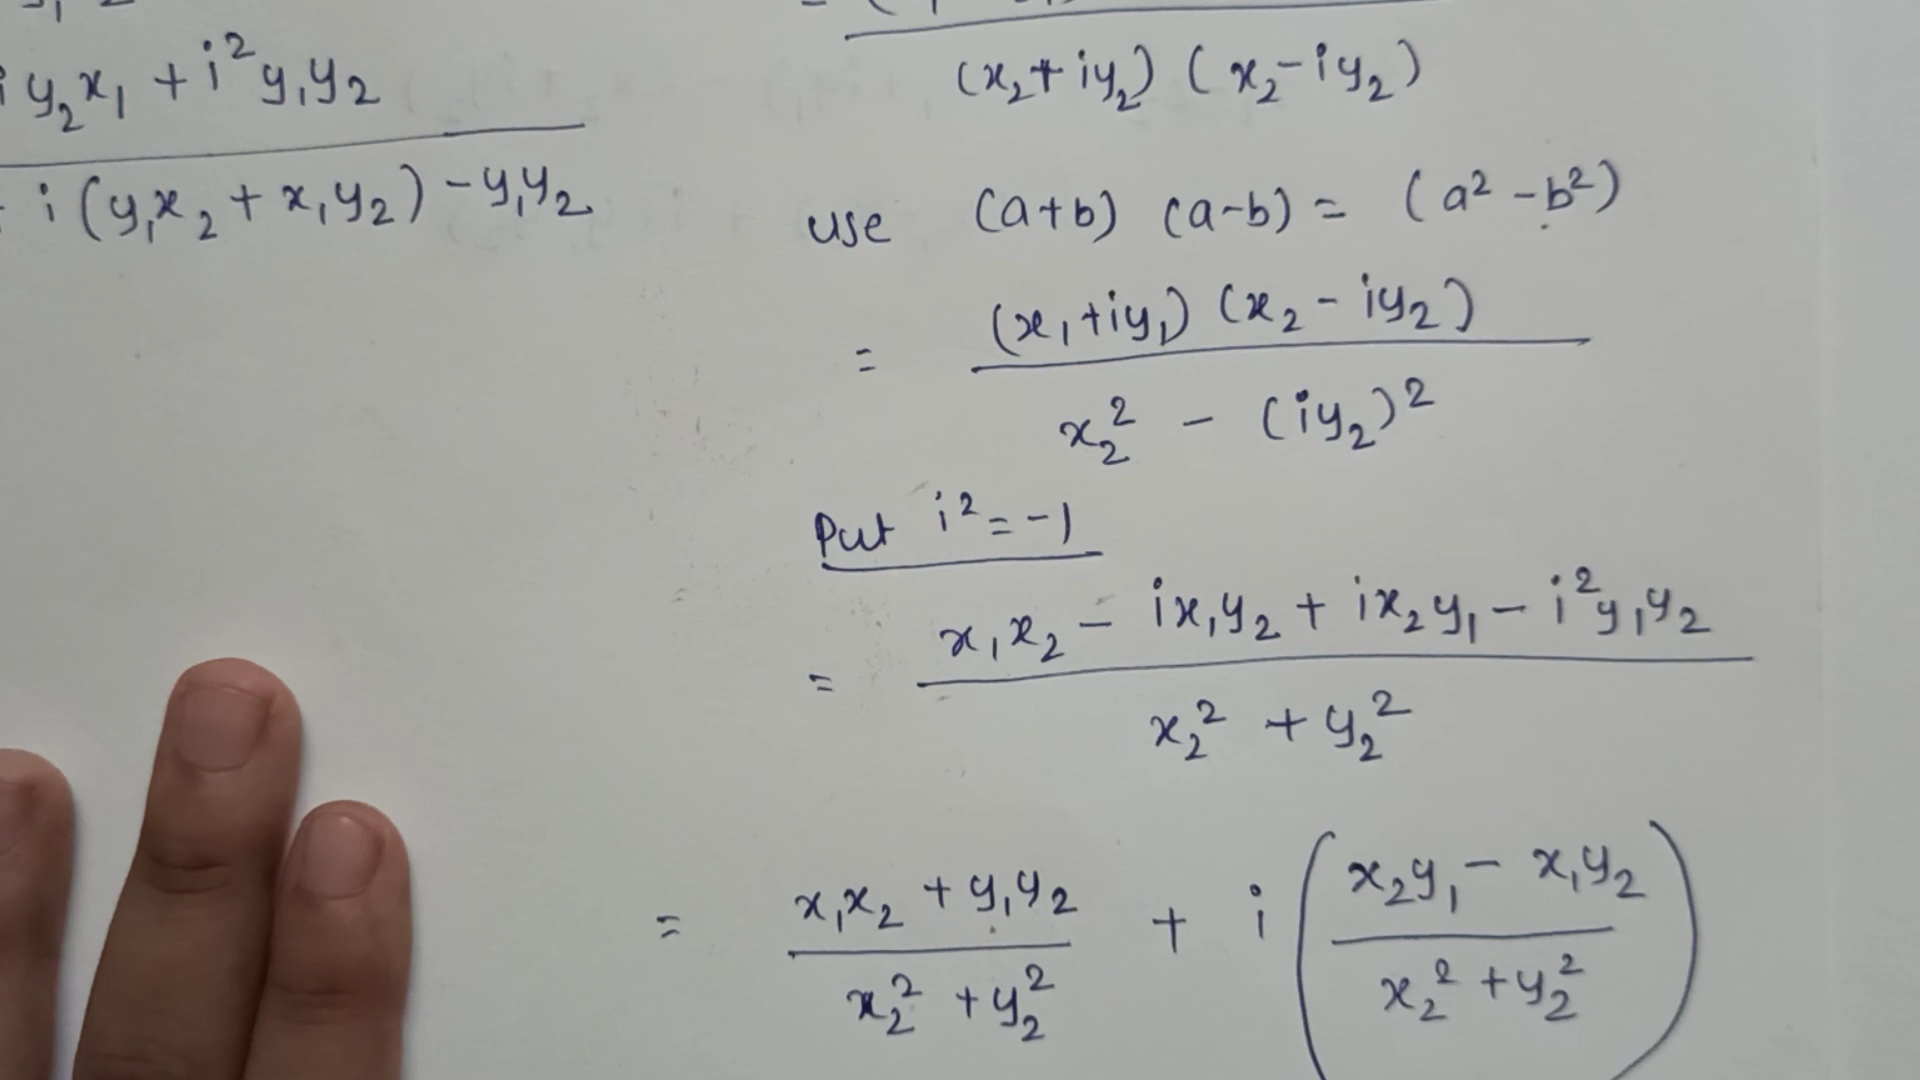 iy₂x₁ + i²y₁y₂
i(y₁x₂ + x₁y₂) - y₁y₂
(x₂ + iy₂) (x₂ - iy₂)
use (a+b) (a-b) = (a² - b²)
= (x₁ + iy₁) (x₂ - iy₂)
x₂² - (iy₂)²
Put i² = -1
= x₁x₂ - ix₁y₂ + ix₂y₁ - i²y₁y₂
x₂² + y₂²
= x₁x₂ + y₁y₂ + i ( x₂y₁ - x₁y₂ )
x₂² + y₂² x₂² + y₂²